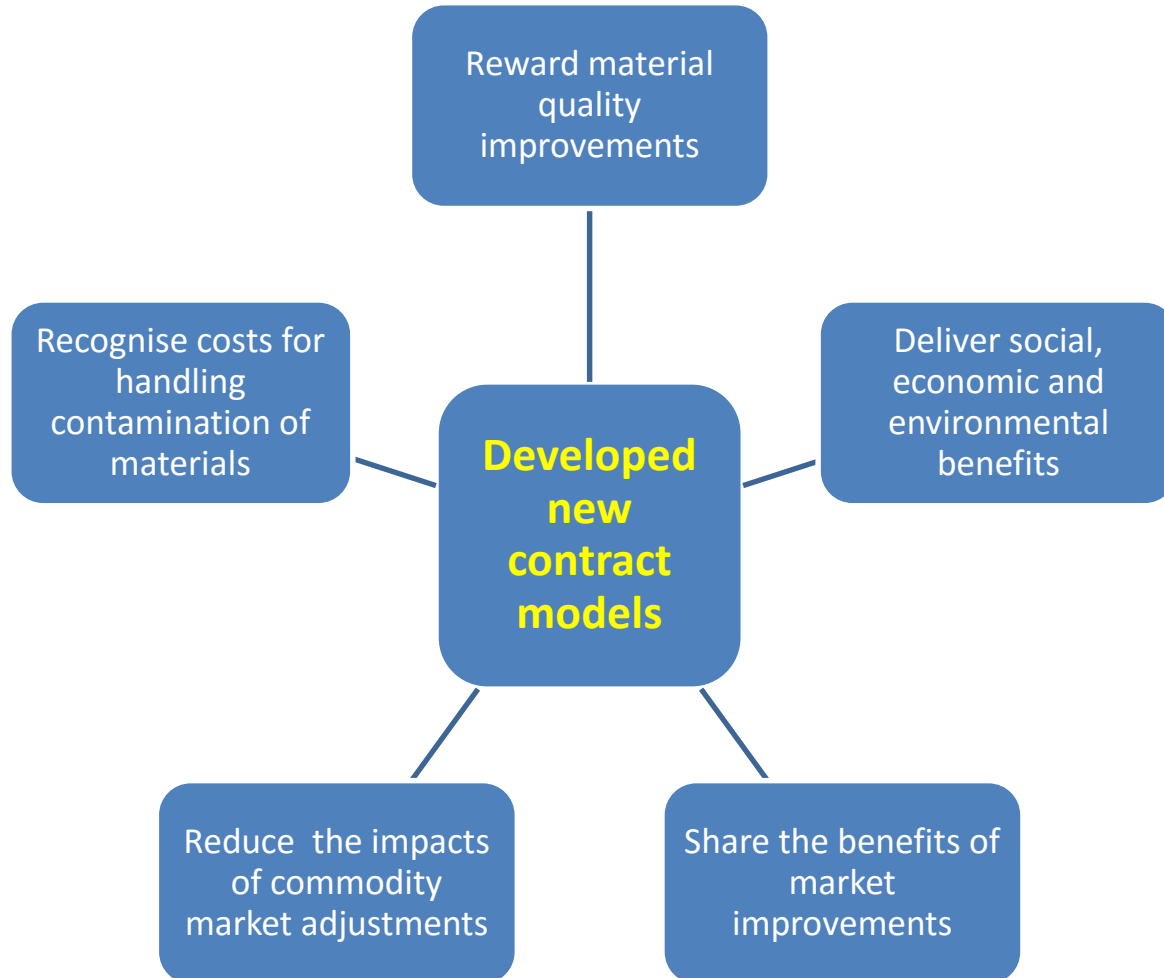 Reward material
quality
improvements
Recognise costs for
handling
contamination of
materials
Deliver social,
economic and
environmental
benefits
Developed
new
contract
models
Reduce  the impacts
of commodity
market adjustments
Share the benefits of
market
improvements